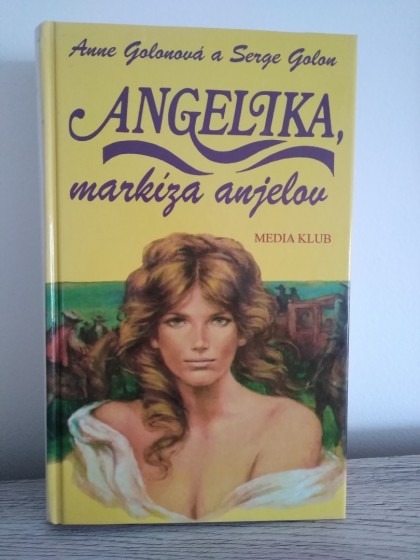 Anne Golonová a Serge Golon
ANGELIKA,
markíza anjelov
MEDIA KLUB